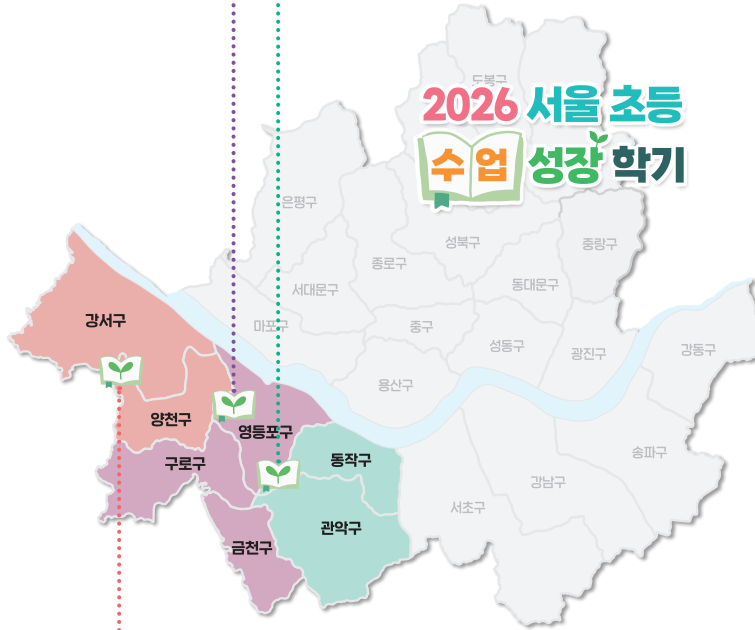 도봉구
2026 서울 초등
수업 성장 학기
은평구
성북구
중랑구
종로구
서대문구
동대문구
강서구
마포구
중구
성동구
광진구
강동구
용산구
양천구
영등포구
구로구
동작구
송파구
강남구
서초구
관악구
금천구